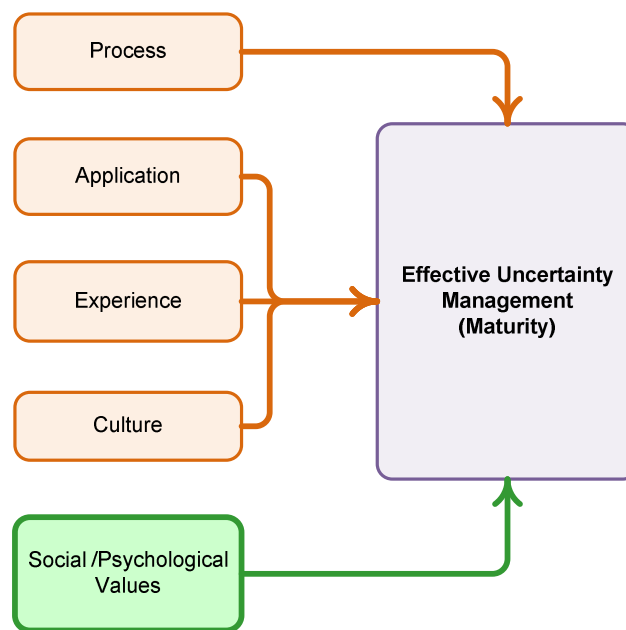 Process
Application
Experience
Culture
Social /Psychological
Values
Effective Uncertainty
Management
(Maturity)